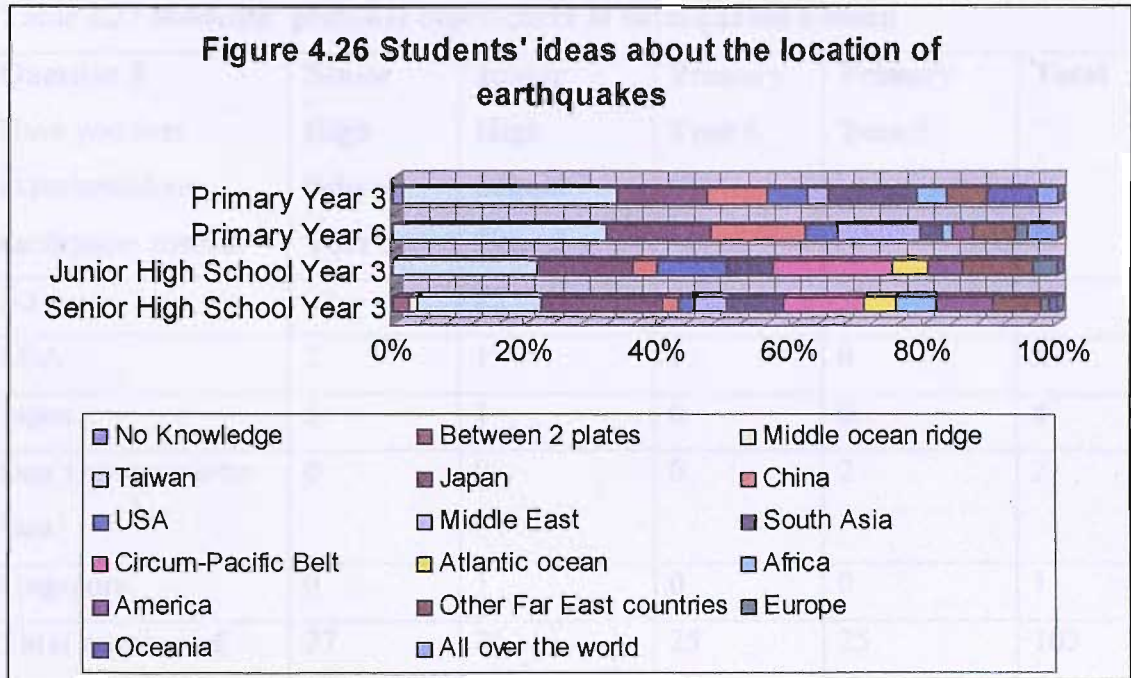 Figure 4.26 Students' ideas about the location of
earthquakes
Primary Year 3
Primary Year 6
Junior High School Year 3
Senior High School Year 3
0% 20% 40% 60% 80% 100%
No Knowledge Between 2 plates Middle ocean ridge
Taiwan Japan China
USA Middle East South Asia
Circum-Pacific Belt Atlantic ocean Africa
America Other Far East countries Europe
Oceania All over the world